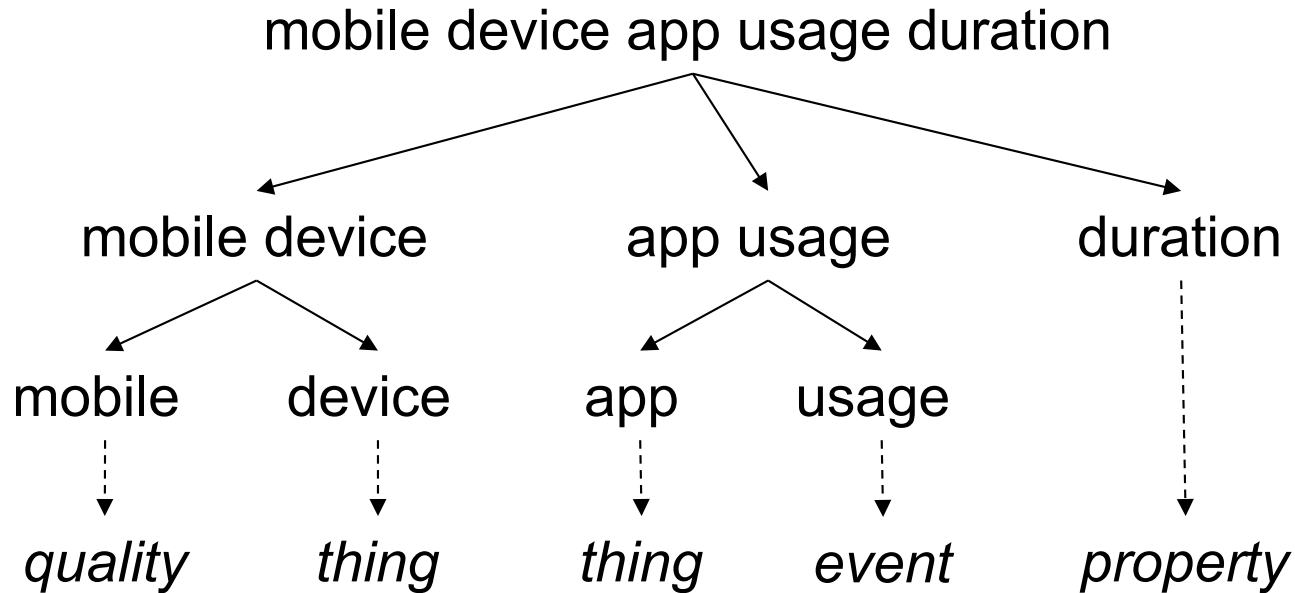 mobile device app usage duration
mobile device app usage duration
mobile device app usage
quality thing thing event property